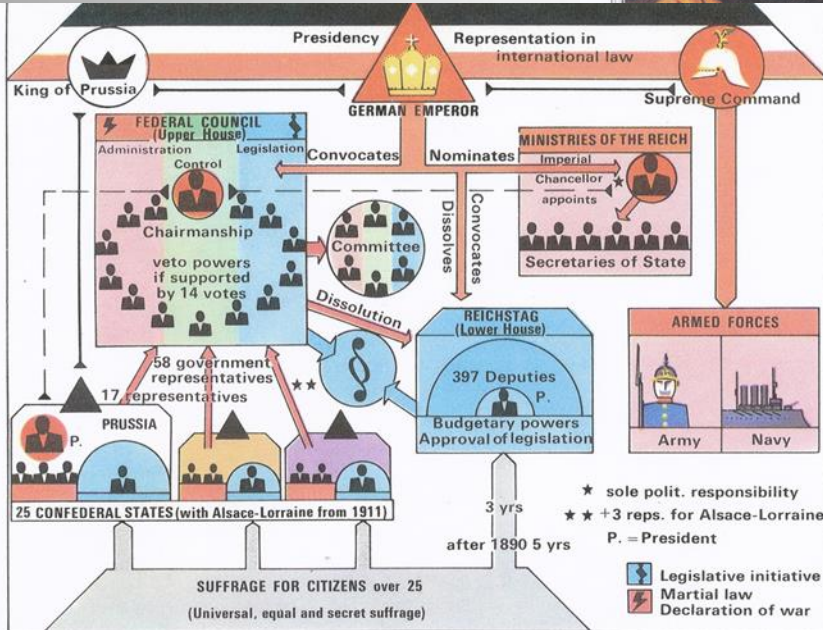 Presidency
Representation in
international law
King of Prussia
GERMAN EMPEROR
Supreme Command
FEDERAL COUNCIL
(Upper House)
Administration
Legislation
Control
Chairmanship
veto powers
if supported
by 14 votes
Convocates
Nominates
Dissolves
Convocates
MINISTRIES OF THE REICH
Imperial
Chancellor
★
appoints
Secretaries of State
Committee
Dissolution
§
REICHSTAG
(Lower House)
397 Deputies
P.
Budgetary powers
Approval of legislation
ARMED FORCES
Army
Navy
58 government
representatives
17 representatives
★★
P.
PRUSSIA
25 CONFEDERAL STATES (with Alsace-Lorraine from 1911)
3 yrs
after 1890 5 yrs
SUFFRAGE FOR CITIZENS over 25
(Universal, equal and secret suffrage)
★ sole polit. responsibility
★★ +3 reps. for Alsace-Lorraine
P. = President
Legislative initiative
Martial law
Declaration of war